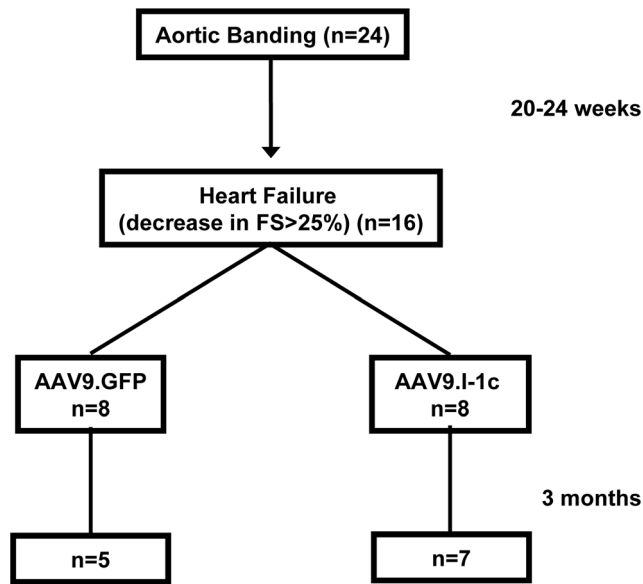 Aortic Banding (n=24)
20-24 weeks
Heart Failure
(decrease in FS>25%) (n=16)
AAV9.GFP
n=8
AAV9.I-1c
n=8
3 months
n=5
n=7